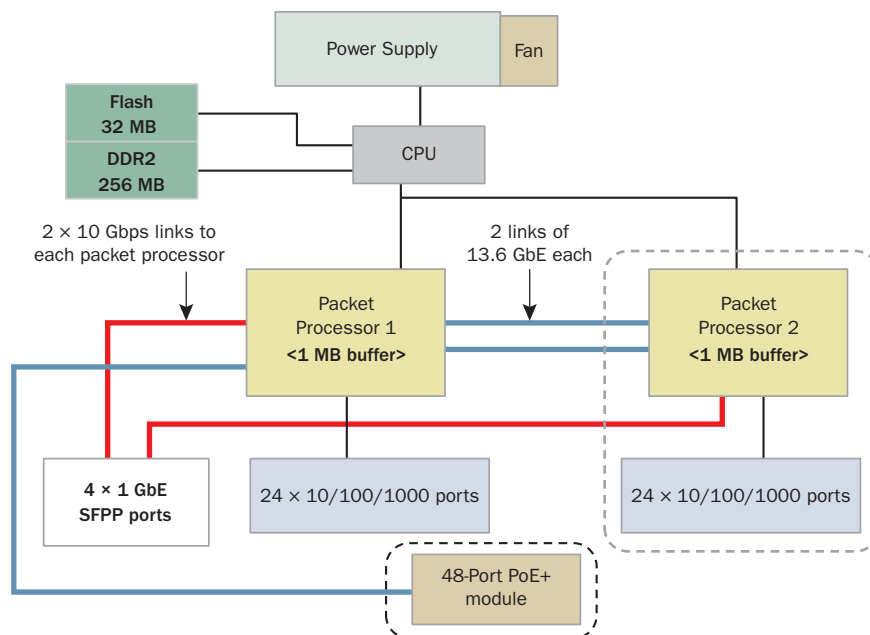 Power Supply
Fan
Flash
32 MB
DDR2
256 MB
CPU
2 × 10 Gbps links to
each packet processor
2 links of
13.6 GbE each
Packet
Processor 1
<1 MB buffer>
Packet
Processor 2
<1 MB buffer>
4 × 1 GbE
SFPP ports
24 × 10/100/1000 ports
24 × 10/100/1000 ports
48-Port PoE+
module